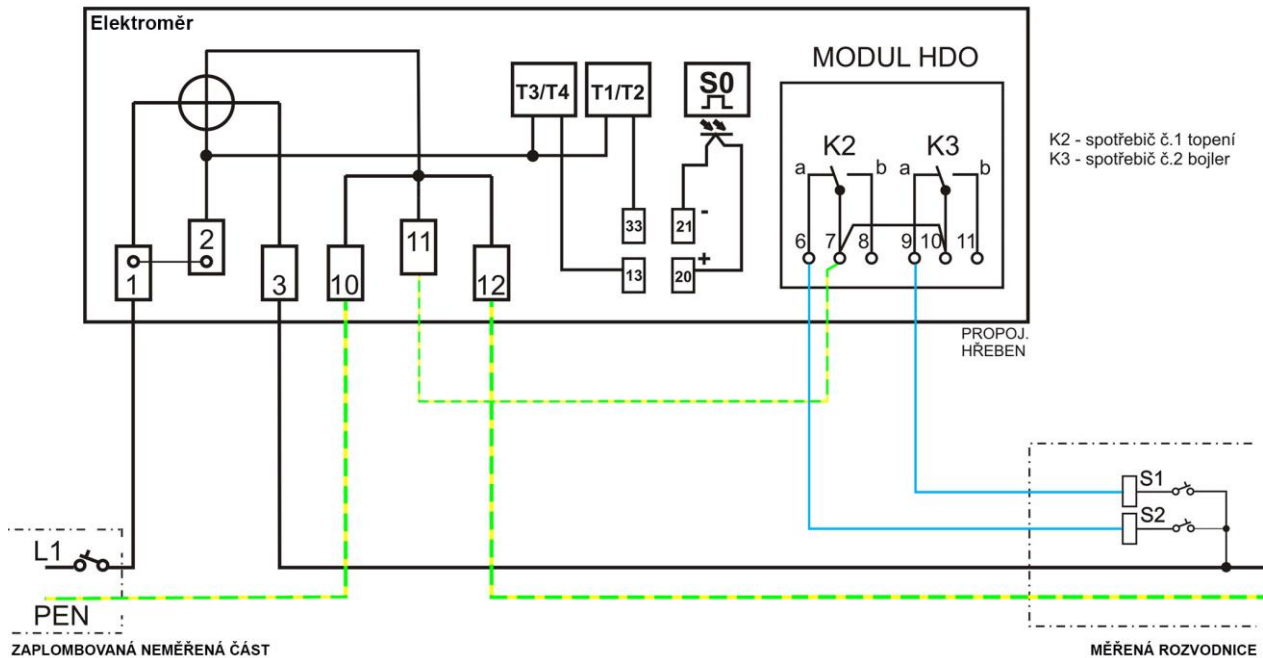 Elektroměr
MODUL HDO
T3/T4
T1/T2
S0
K2 - spotřebič č.1 topení
K3 - spotřebič č.2 bojler
K2
K3
a
b
a
b
6
7
8
9
10
11
33
21
-
13
20
+
1
2
3
10
11
12
PROPOJ.
HŘEBEN
S1
S2
L1
PEN
ZAPLOMBOVANÁ NEMĚŘENÁ ČÁST
MĚŘENÁ ROZVODNICE